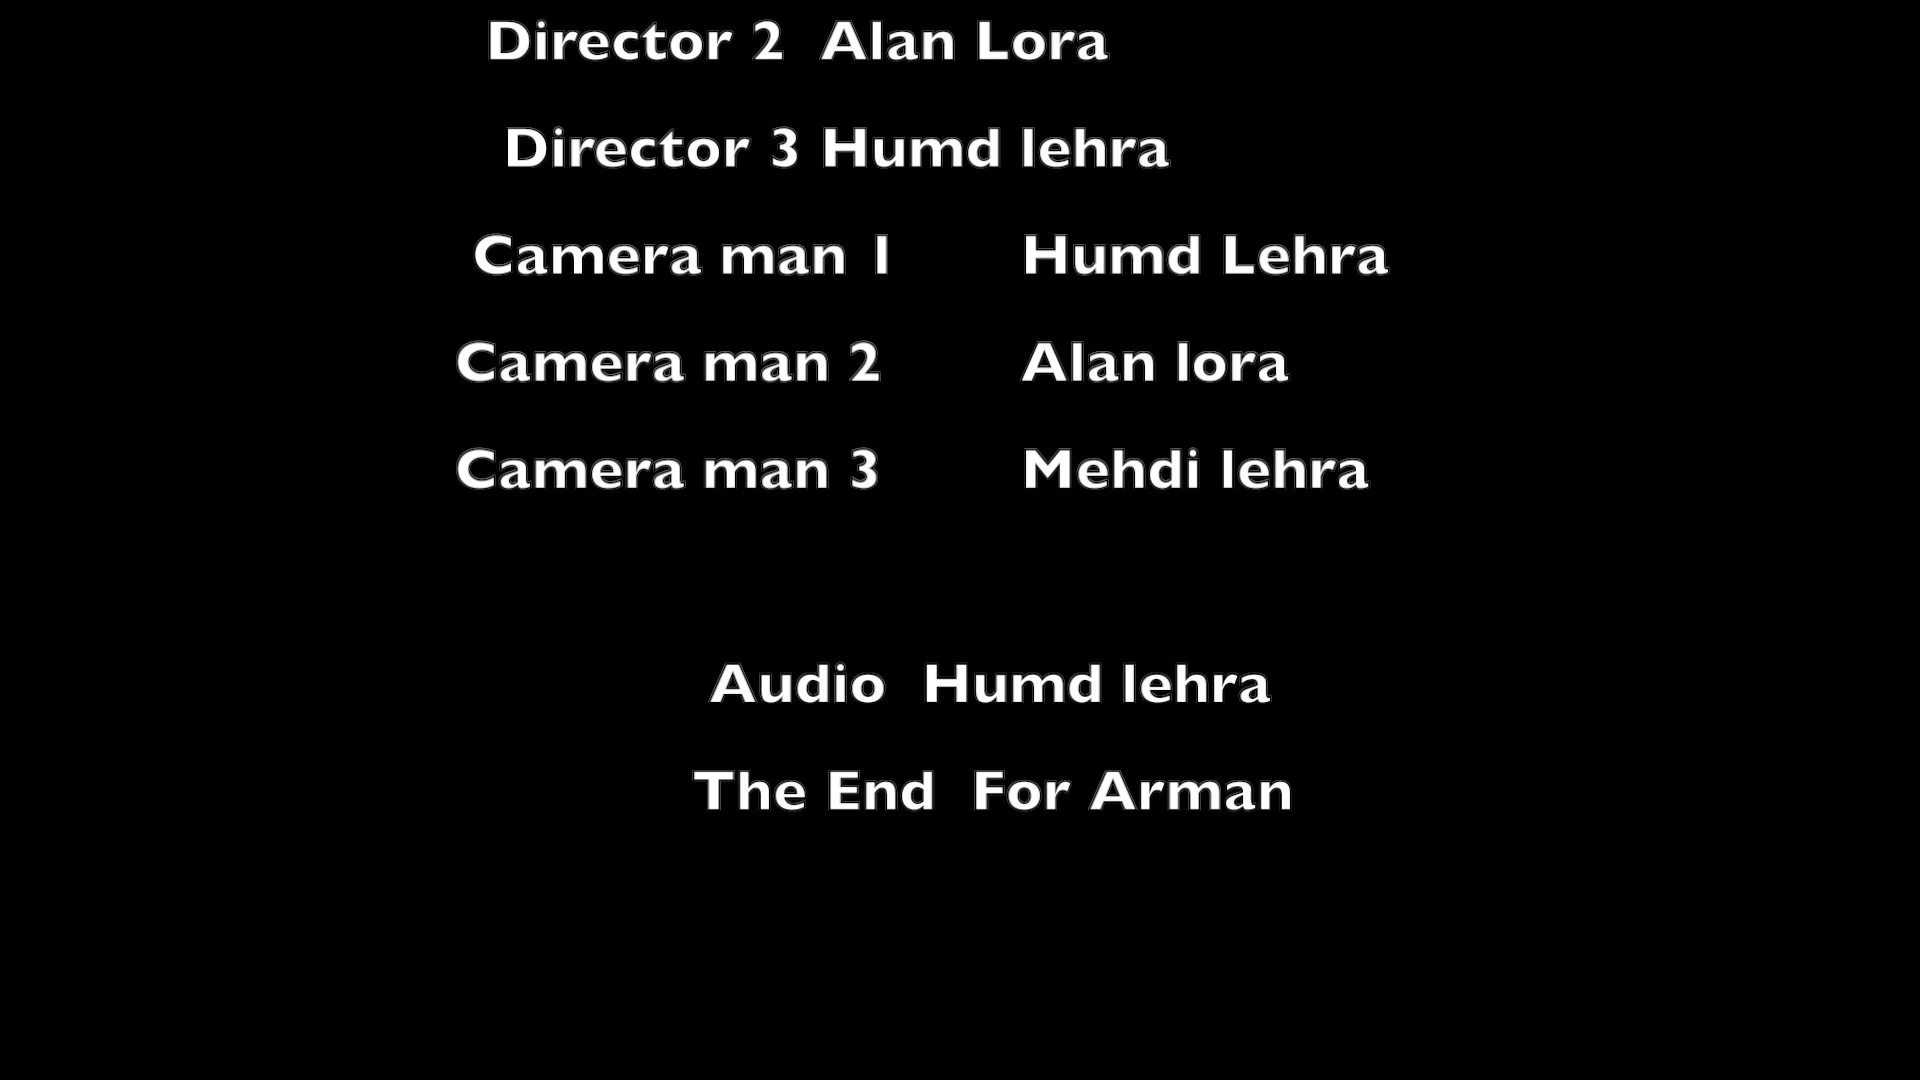 Director 2 Alan Lora
Director 3 Humd lehra
Camera man 1 Humd Lehra
Camera man 2 Alan lora
Camera man 3 Mehdi lehra
Audio Humd lehra
The End For Arman